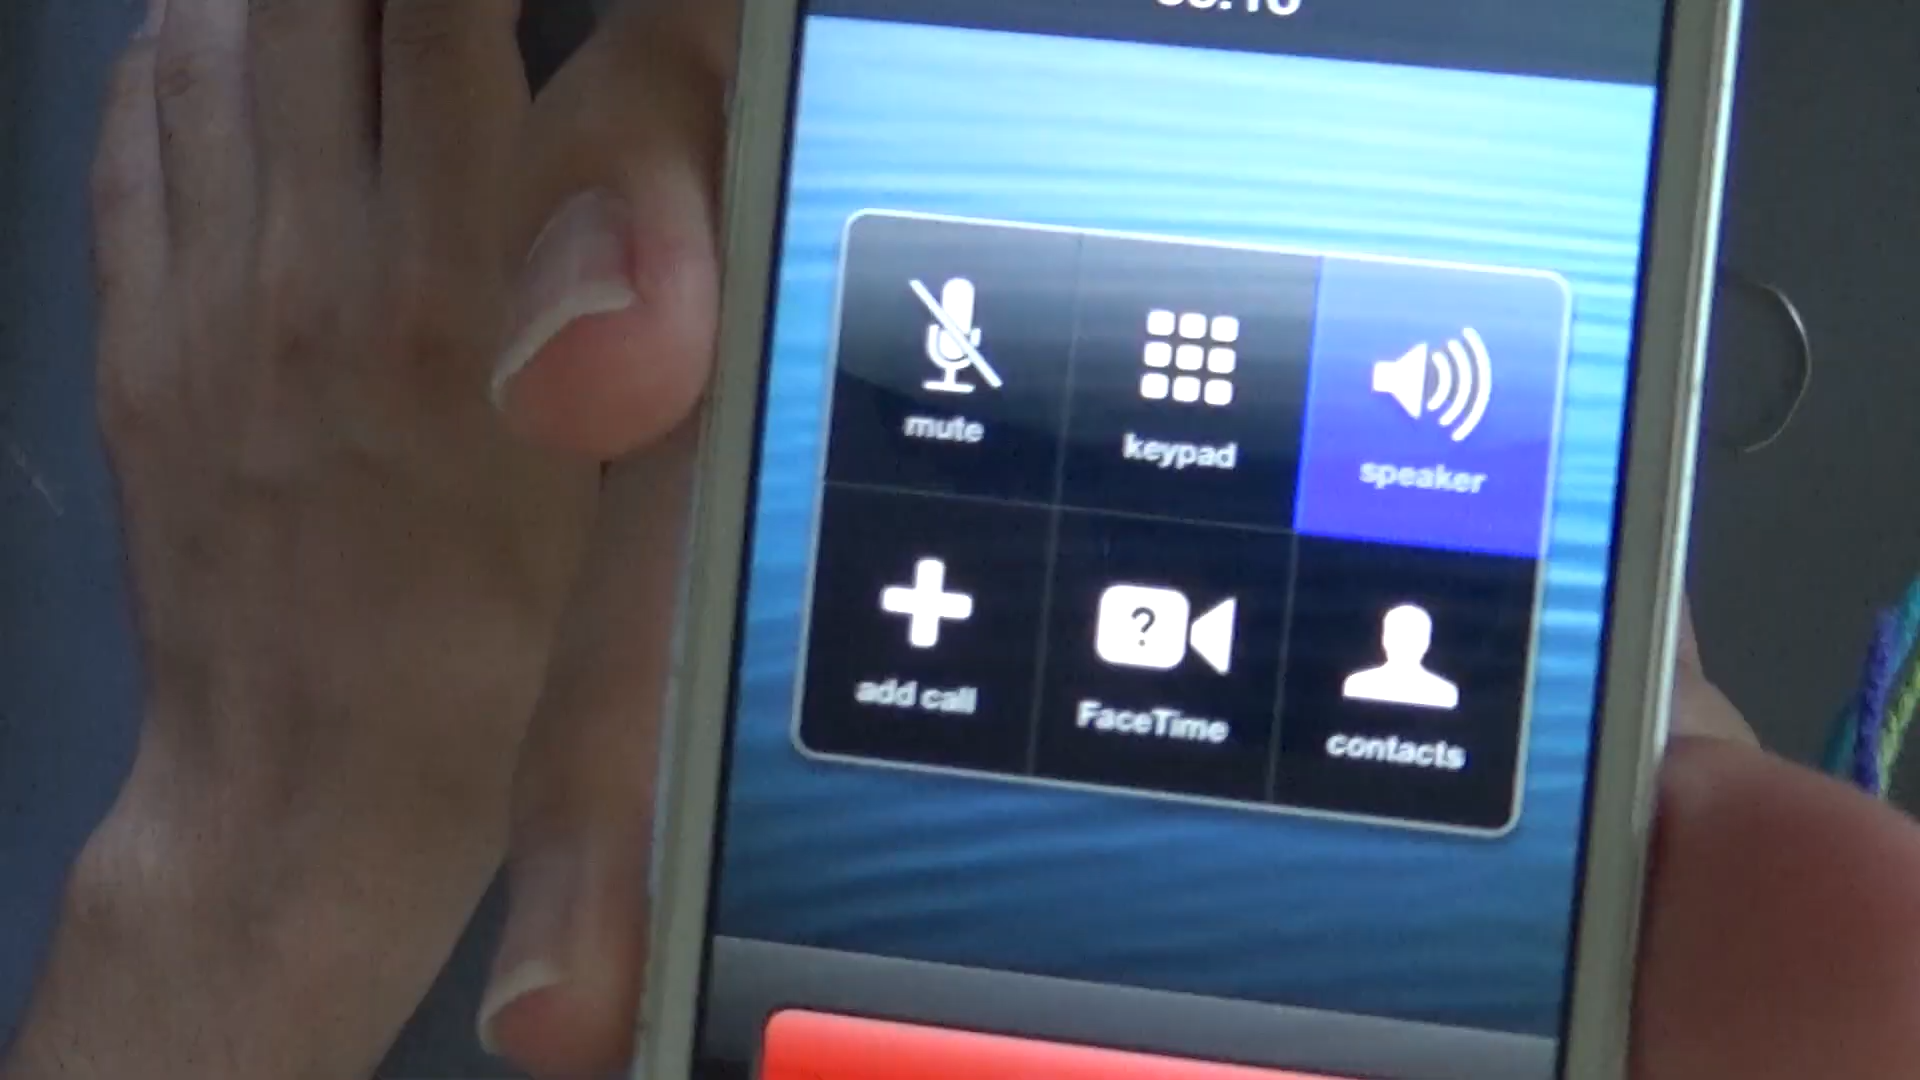 mute
keypad
speaker
add call
?
FaceTime
contacts